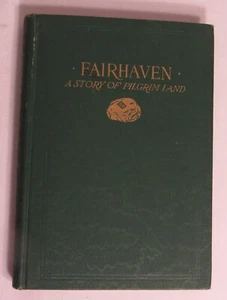 · FAIRHAVEN ·
A STORY OF PILGRIM LAND